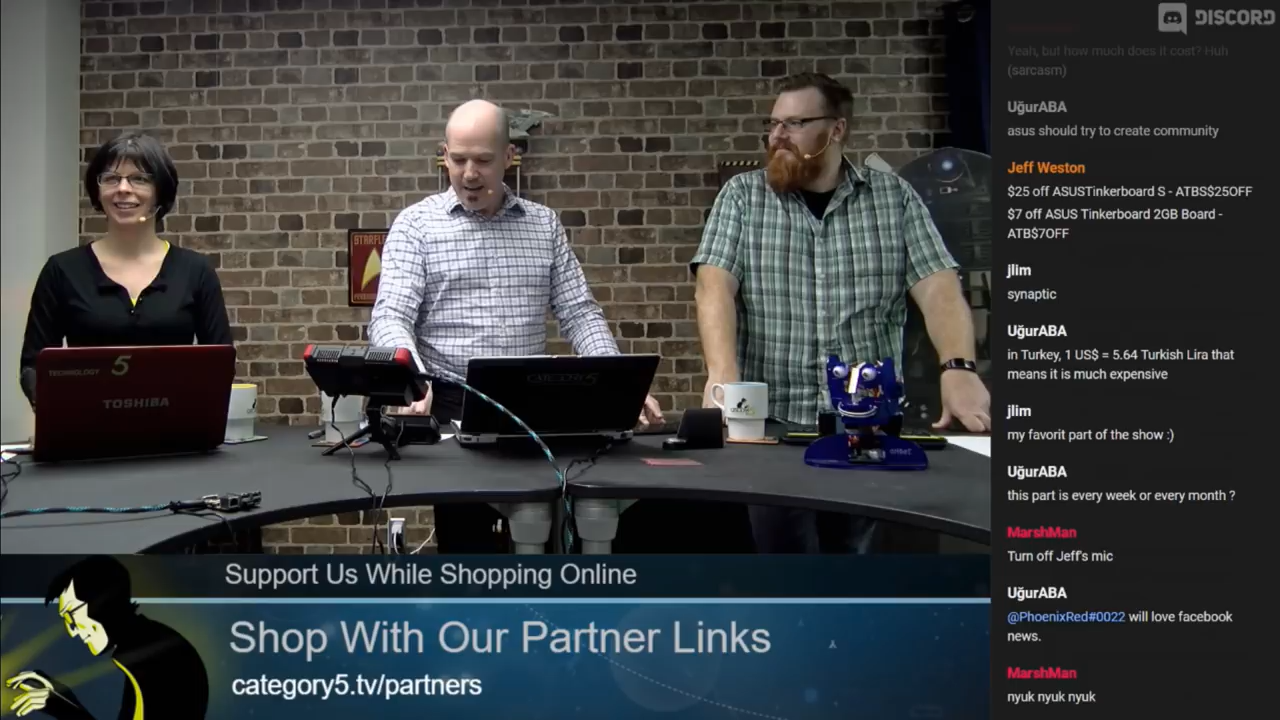 STARFLE
TECHNOLOGY 5
TOSHIBA
CATEGORY5
Support Us While Shopping Online
Shop With Our Partner Links
category5.tv/partners
DISCORD
Yeah, but how much does it cost? Huh
(sarcasm)
UğurABA
asus should try to create community
Jeff Weston
$25 off ASUSTinkerboard S - ATBS$25OFF
$7 off ASUS Tinkerboard 2GB Board -
ATB$7OFF
jlim
synaptic
UğurABA
in Turkey, 1 US$ = 5.64 Turkish Lira that
means it is much expensive
jlim
my favorit part of the show :)
UğurABA
this part is every week or every month ?
MarshMan
Turn off Jeff's mic
UğurABA
@PhoenixRed#0022 will love facebook
news.
MarshMan
nyuk nyuk nyuk